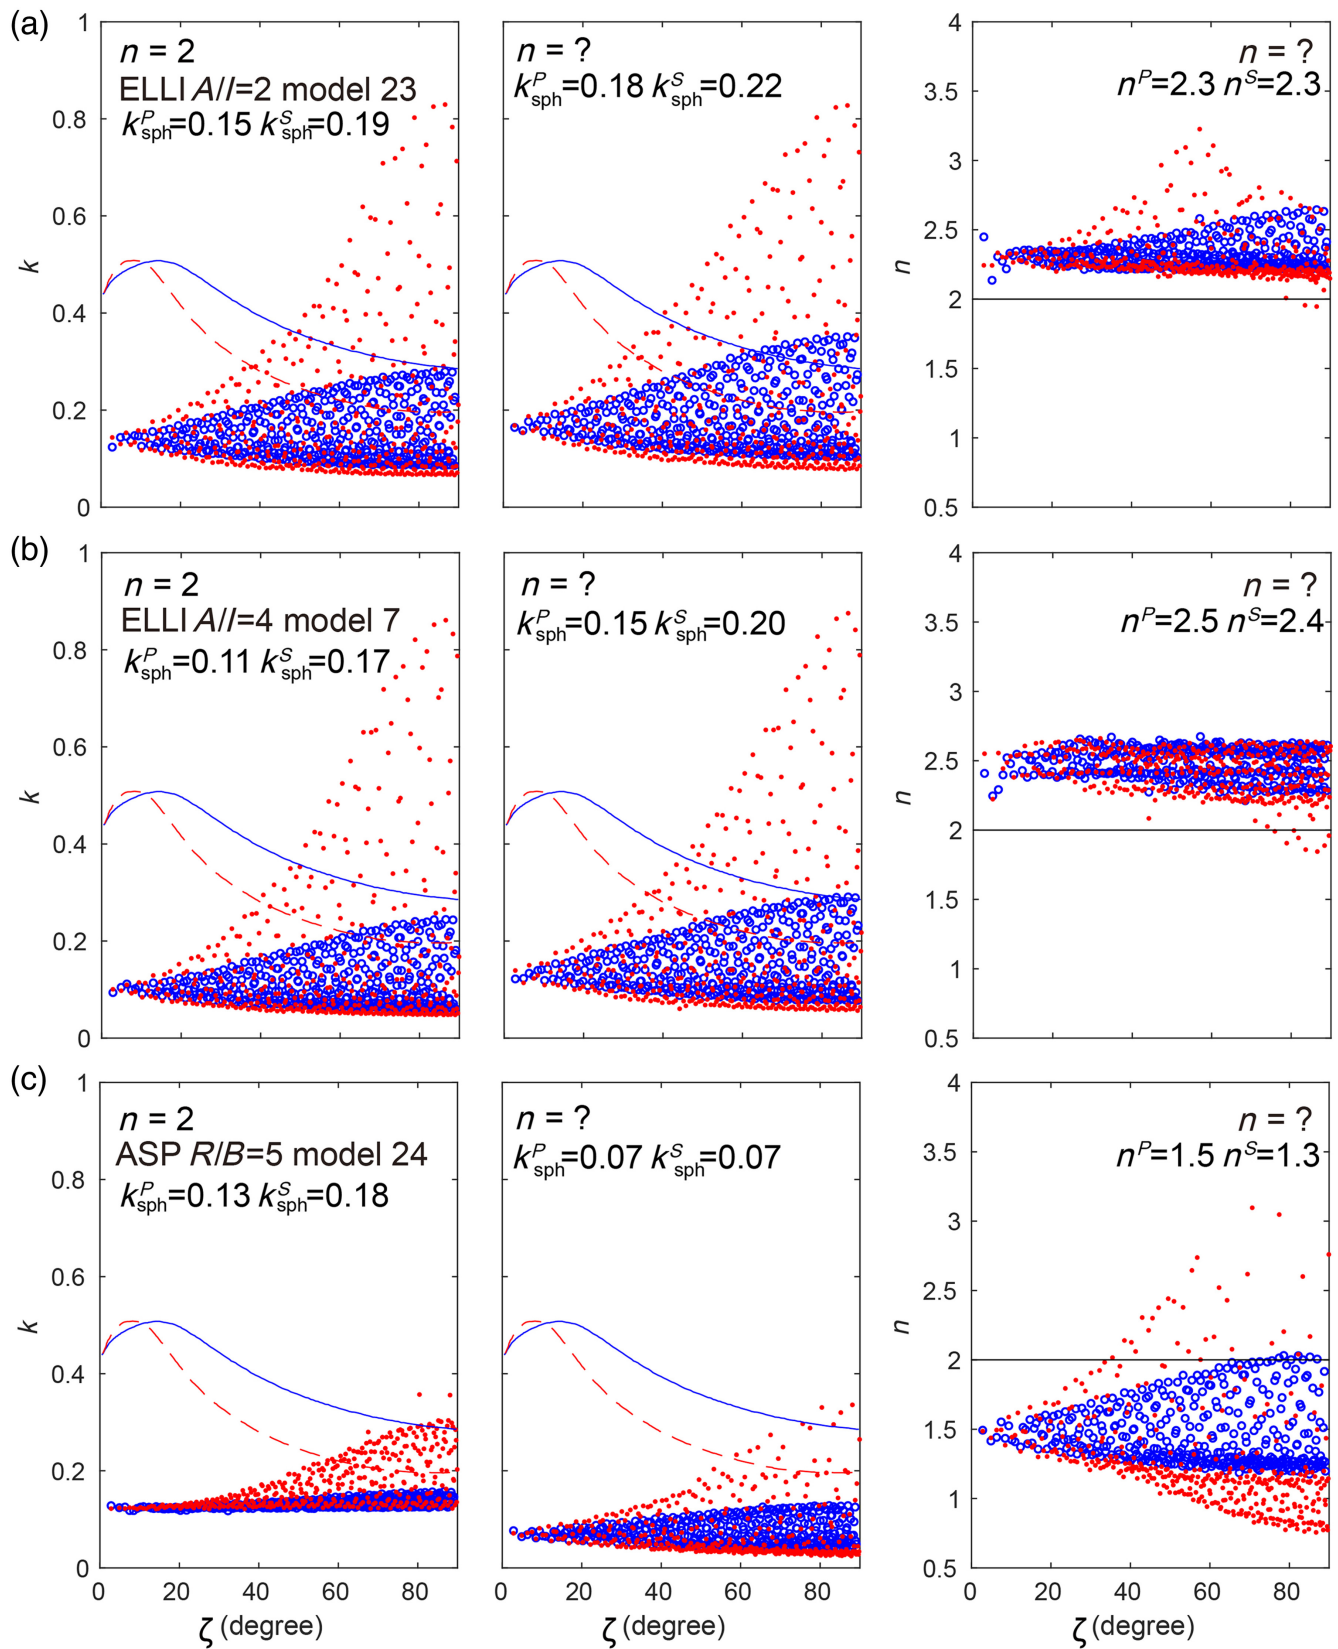 (a)
n = 2
ELLI A//=2 model 23
k^P_sph=0.15 k^S_sph=0.19
1
0.8
0.6
0.4
0.2
0
k
n = ?
k^P_sph=0.18 k^S_sph=0.22
n = ?
n^P=2.3 n^S=2.3
4
3.5
3
2.5
2
1.5
1
0.5
n
(b)
n = 2
ELLI A//=4 model 7
k^P_sph=0.11 k^S_sph=0.17
1
0.8
0.6
0.4
0.2
0
k
n = ?
k^P_sph=0.15 k^S_sph=0.20
n = ?
n^P=2.5 n^S=2.4
4
3.5
3
2.5
2
1.5
1
0.5
n
(c)
n = 2
ASP R/B=5 model 24
k^P_sph=0.13 k^S_sph=0.18
1
0.8
0.6
0.4
0.2
0
k
0 20 40 60 80
ζ (degree)
n = ?
k^P_sph=0.07 k^S_sph=0.07
0 20 40 60 80
ζ (degree)
n = ?
n^P=1.5 n^S=1.3
4
3.5
3
2.5
2
1.5
1
0.5
n
0 20 40 60 80
ζ (degree)